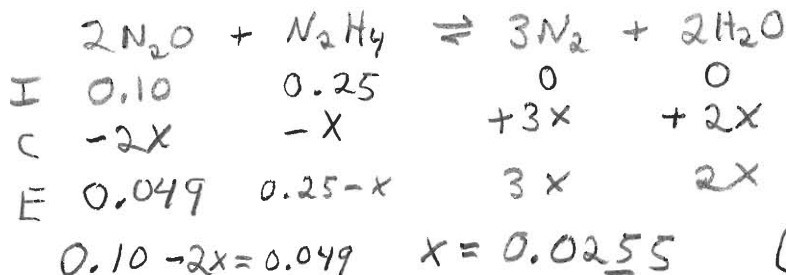 2N₂O + N₂H₄ ⇌ 3N₂ + 2H₂O
I 0.10 0.25 0 0
C -2x -x +3x +2x
E 0.049 0.25-x 3x 2x
0.10-2x=0.049 x=0.0255 (